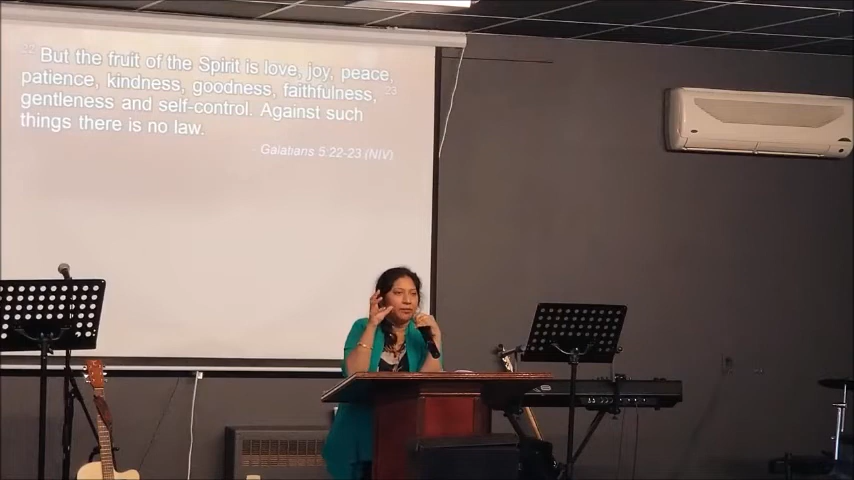 22 But the fruit of the Spirit is love, joy, peace,
patience, kindness, goodness, faithfulness, 23
gentleness and self-control. Against such
things there is no law.
Galatians 5:22-23 (NIV)